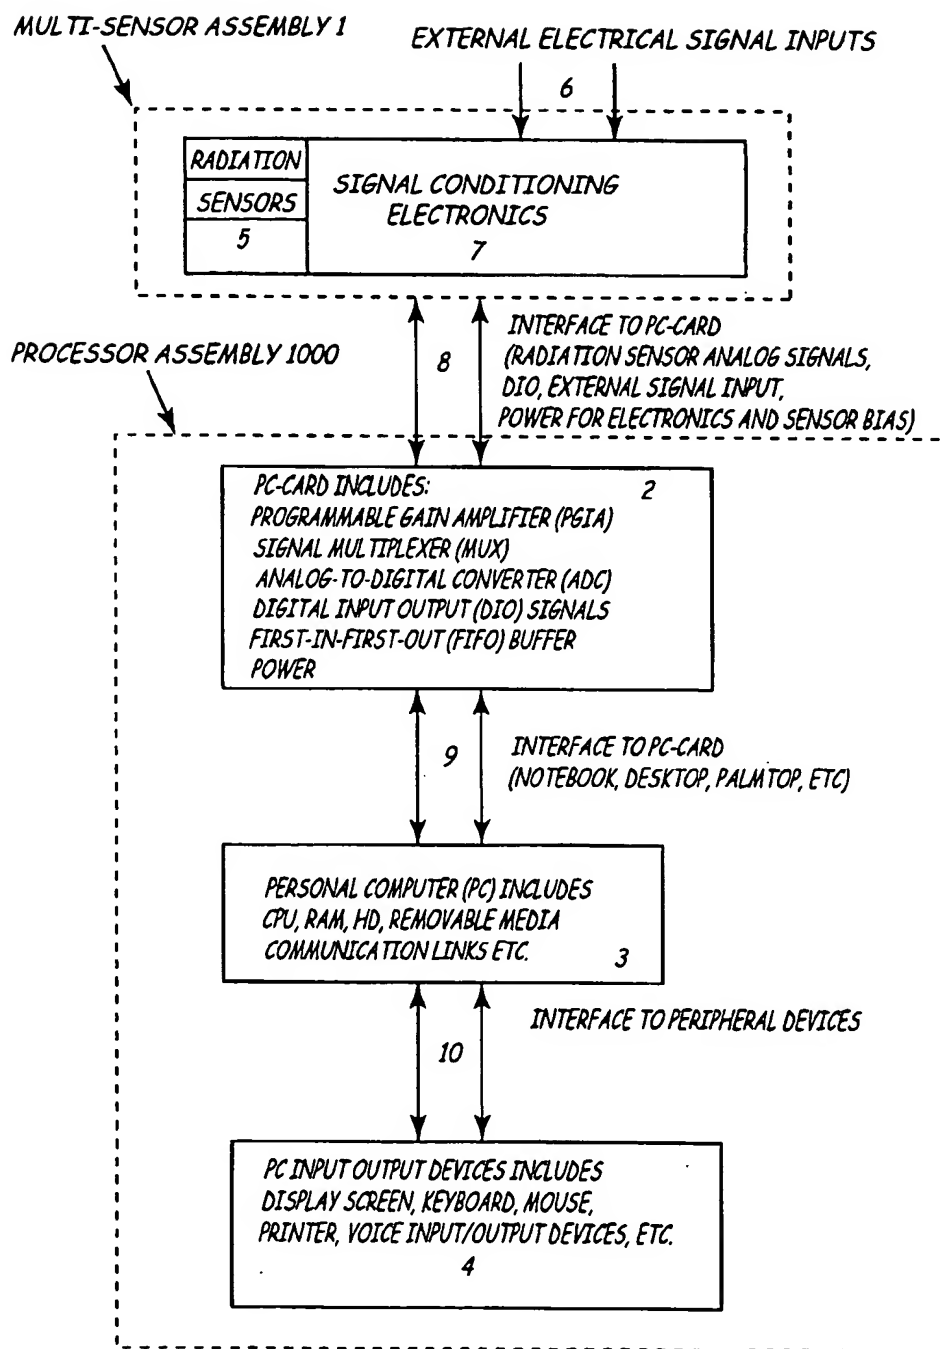 MULTI-SENSOR ASSEMBLY 1
EXTERNAL ELECTRICAL SIGNAL INPUTS
6
RADIATION
SENSORS
5
SIGNAL CONDITIONING
ELECTRONICS
7
8
INTERFACE TO PC-CARD
(RADIATION SENSOR ANALOG SIGNALS,
DIO, EXTERNAL SIGNAL INPUT,
POWER FOR ELECTRONICS AND SENSOR BIAS)
PROCESSOR ASSEMBLY 1000
PC-CARD INCLUDES:
2
PROGRAMMABLE GAIN AMPLIFIER (PGIA)
SIGNAL MULTIPLEXER (MUX)
ANALOG-TO-DIGITAL CONVERTER (ADC)
DIGITAL INPUT OUTPUT (DIO) SIGNALS
FIRST-IN-FIRST-OUT (FIFO) BUFFER
POWER
9
INTERFACE TO PC-CARD
(NOTEBOOK, DESKTOP, PALMTOP, ETC)
PERSONAL COMPUTER (PC) INCLUDES
CPU, RAM, HD, REMOVABLE MEDIA
COMMUNICATION LINKS ETC.
3
10
INTERFACE TO PERIPHERAL DEVICES
PC INPUT OUTPUT DEVICES INCLUDES
DISPLAY SCREEN, KEYBOARD, MOUSE,
PRINTER, VOICE INPUT/OUTPUT DEVICES, ETC.
4